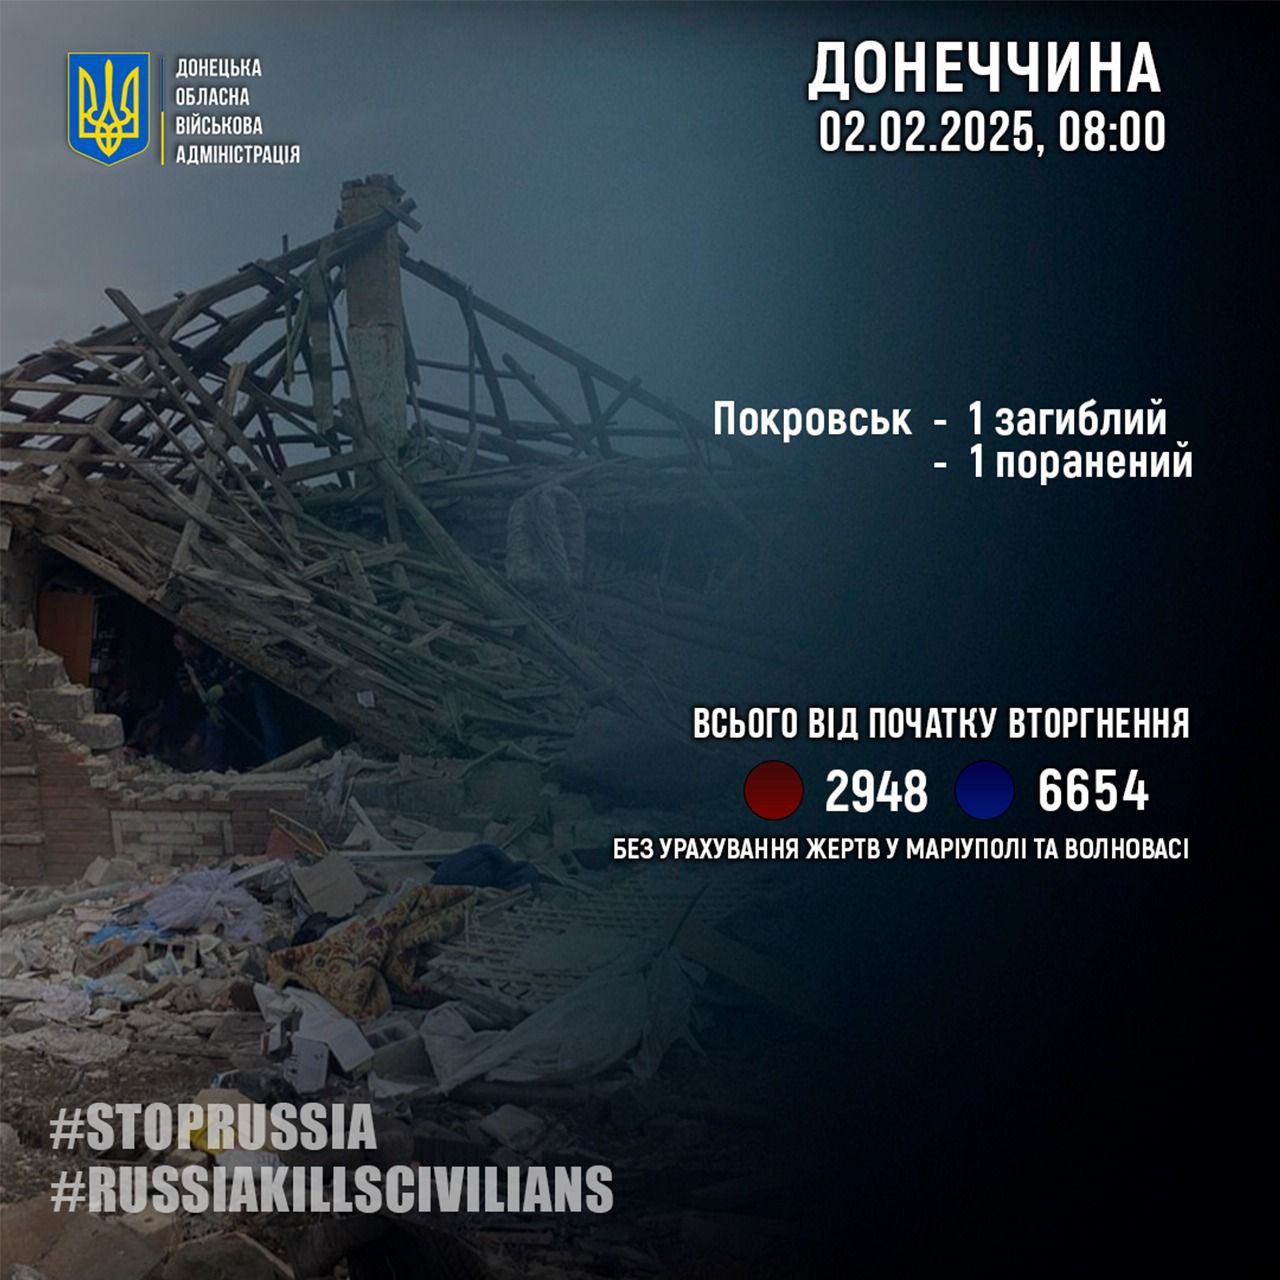 ДОНЕЦЬКА
ОБЛАСНА
ВІЙСЬКОВА
АДМІНІСТРАЦІЯ
ДОНЕЧЧИНА
02.02.2025, 08:00
Покровськ - 1 загиблий
- 1 поранений
ВСЬОГО ВІД ПОЧАТКУ ВТОРГНЕННЯ
2948 6654
БЕЗ УРАХУВАННЯ ЖЕРТВ У МАРІУПОЛІ ТА ВОЛНОВАСІ
#STOPRUSSIA
#RUSSIAKILLSCIVILIANS